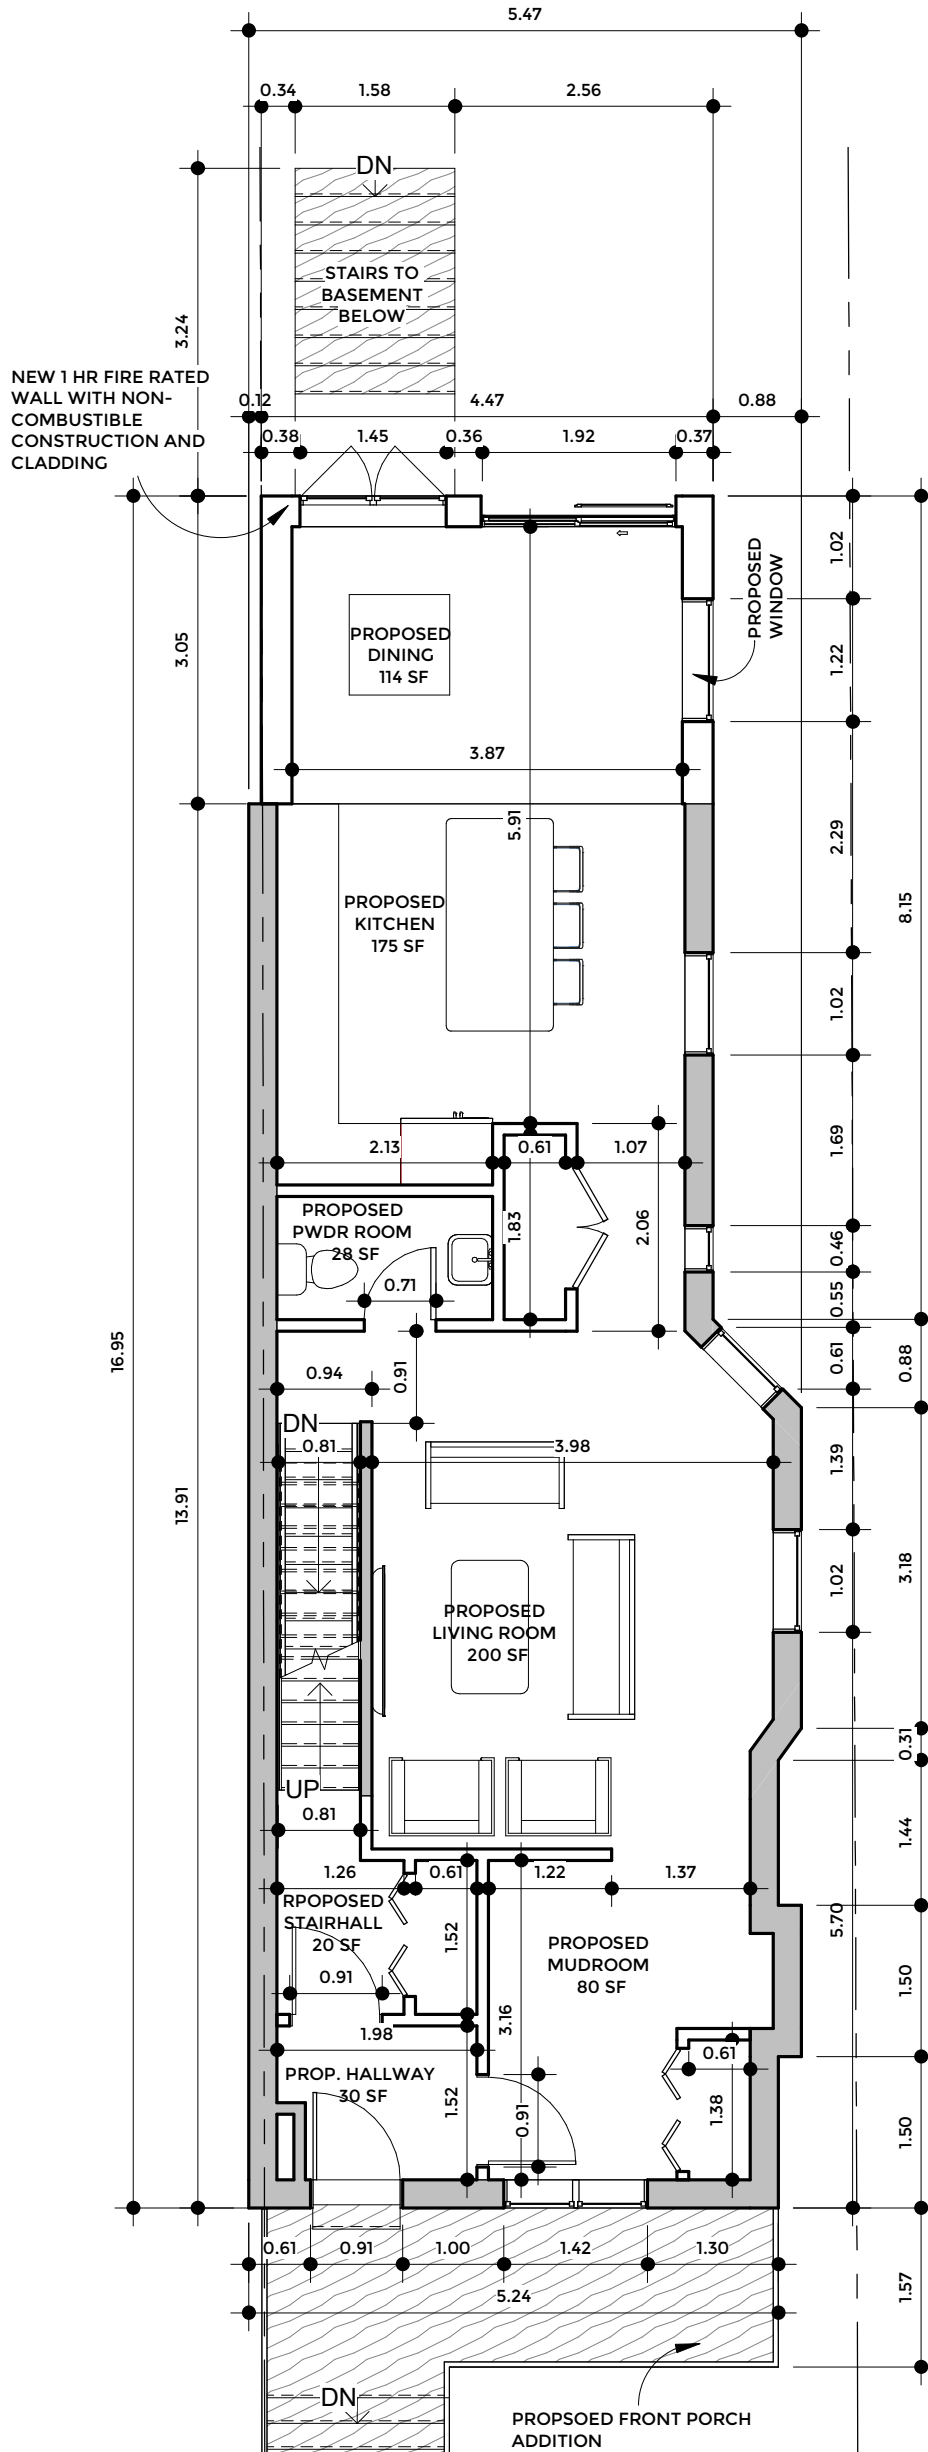 5.47
0.34
1.58
2.56
DN
STAIRS TO
BASEMENT
BELOW
3.24
NEW 1 HR FIRE RATED
WALL WITH NON-
COMBUSTIBLE
CONSTRUCTION AND
CLADDING
0.12
4.47
0.88
0.38
1.45
0.36
1.92
0.37
1.02
PROPOSED
WINDOW
PROPOSED
DINING
114 SF
3.05
1.22
3.87
5.91
2.29
8.15
PROPOSED
KITCHEN
175 SF
1.02
1.69
2.13
0.61
1.07
PROPOSED
PWDR ROOM
28 SF
1.83
2.06
0.46
0.71
0.55
16.95
0.94
0.91
0.61
0.88
DN
0.81
3.98
1.39
13.91
1.02
3.18
PROPOSED
LIVING ROOM
200 SF
0.31
UP
0.81
1.44
1.26
0.61
1.22
1.37
RPOPOSED
STAIRHALL
20 SF
1.52
5.70
PROPOSED
MUDROOM
80 SF
0.91
1.50
3.16
1.98
0.61
PROP. HALLWAY
30 SF
1.52
0.91
1.38
1.50
0.61
0.91
1.00
1.42
1.30
5.24
1.57
DN
PROPSOED FRONT PORCH
ADDITION